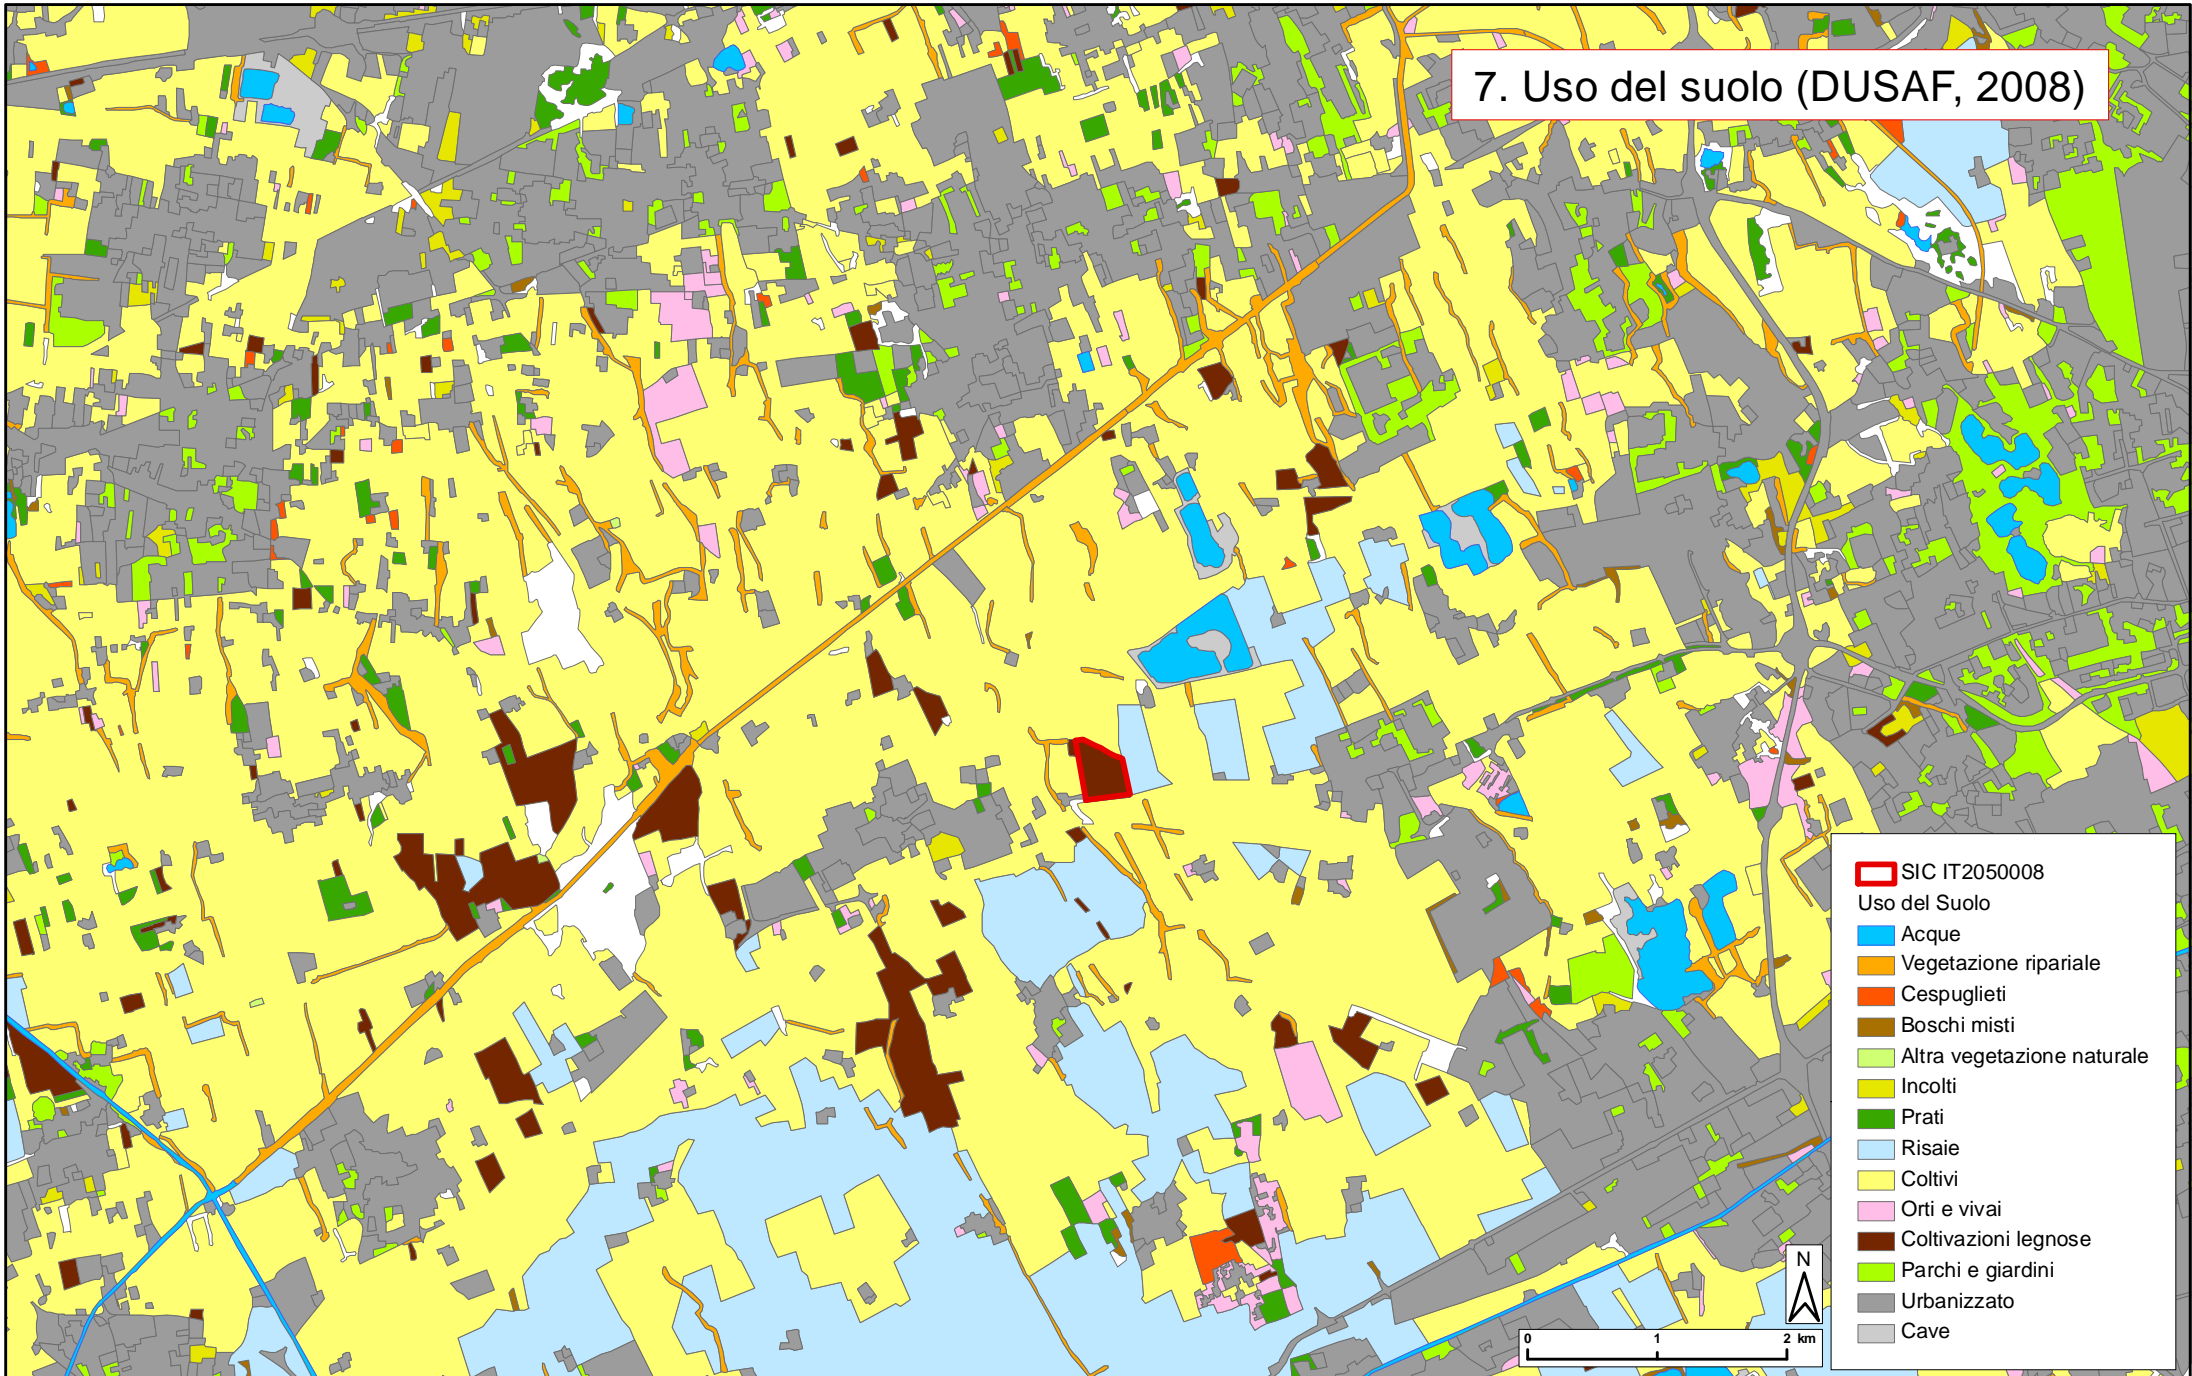 7. Uso del suolo (DUSAF, 2008)
SIC IT2050008
Uso del Suolo
Acque
Vegetazione ripariale
Cespuglieti
Boschi misti
Altra vegetazione naturale
Incolti
Prati
Risaie
Coltivi
Orti e vivai
Coltivazioni legnose
Parchi e giardini
Urbanizzato
Cave
N
0 1 2 km